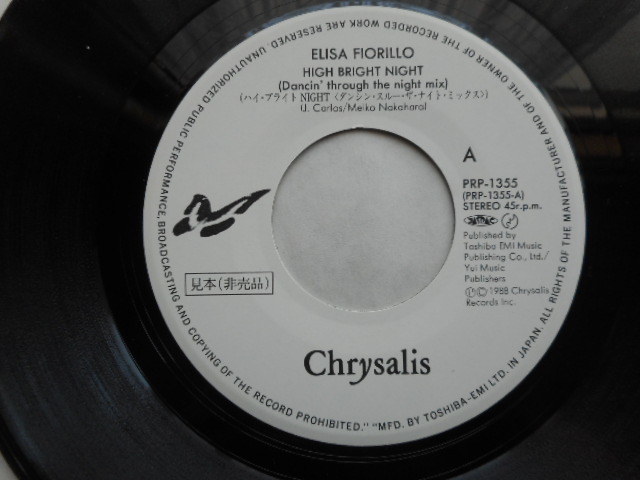 ELISA FIORILLO
HIGH BRIGHT NIGHT
(Dancin' through the night mix)
(ハイ・ブライト NIGHT〈ダンシン・スルー・ザ・ナイト・ミックス〉)
(J. Carlos/Meiko Nakahara)
A
PRP-1355
(PRP-1355-A)
STEREO 45r.p.m.
Published by
Toshiba EMI Music
Publishing Co., Ltd./
Yui Music
Publishers
ⓅⒸ1988 Chrysalis
Records Inc.
見本(非売品)
Chrysalis
"MFD. BY TOSHIBA-EMI LTD. IN JAPAN. ALL RIGHTS OF THE MANUFACTURER AND OF THE OWNER OF THE RECORDED WORK ARE RESERVED. UNAUTHORIZED PUBLIC PERFORMANCE, BROADCASTING AND COPYING OF THE RECORD PROHIBITED."